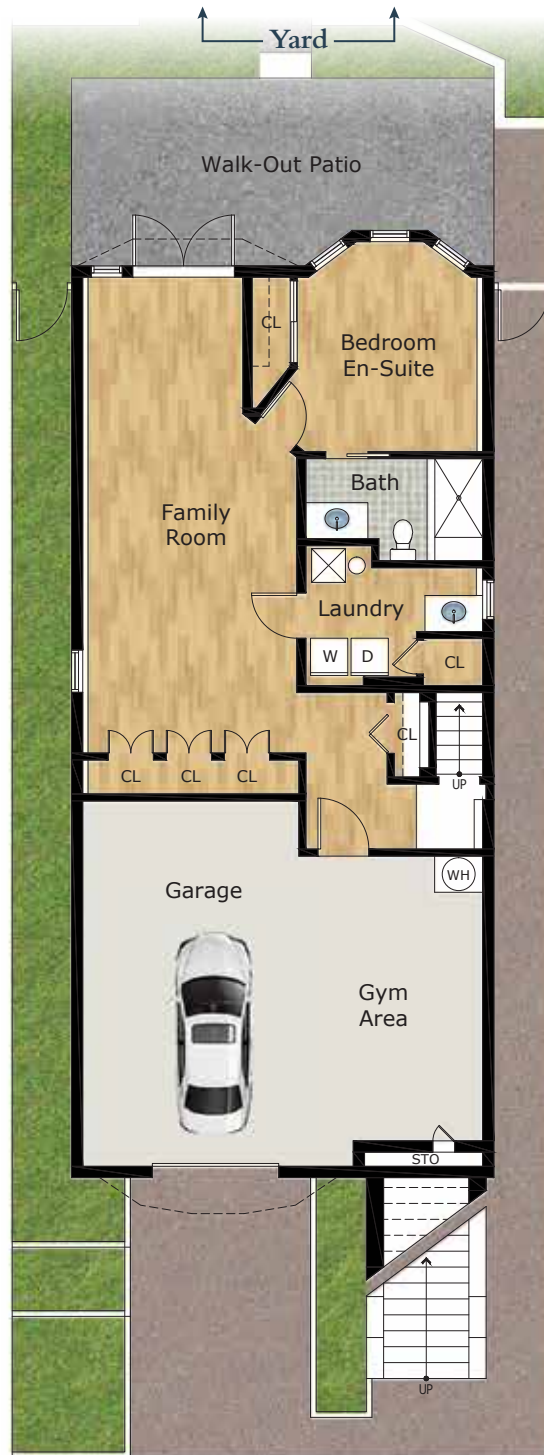 Yard
Walk-Out Patio
CL
Bedroom
En-Suite
Bath
Family
Room
Laundry
W
D
CL
CL
UP
CL
CL
CL
WH
Garage
Gym
Area
STO
UP